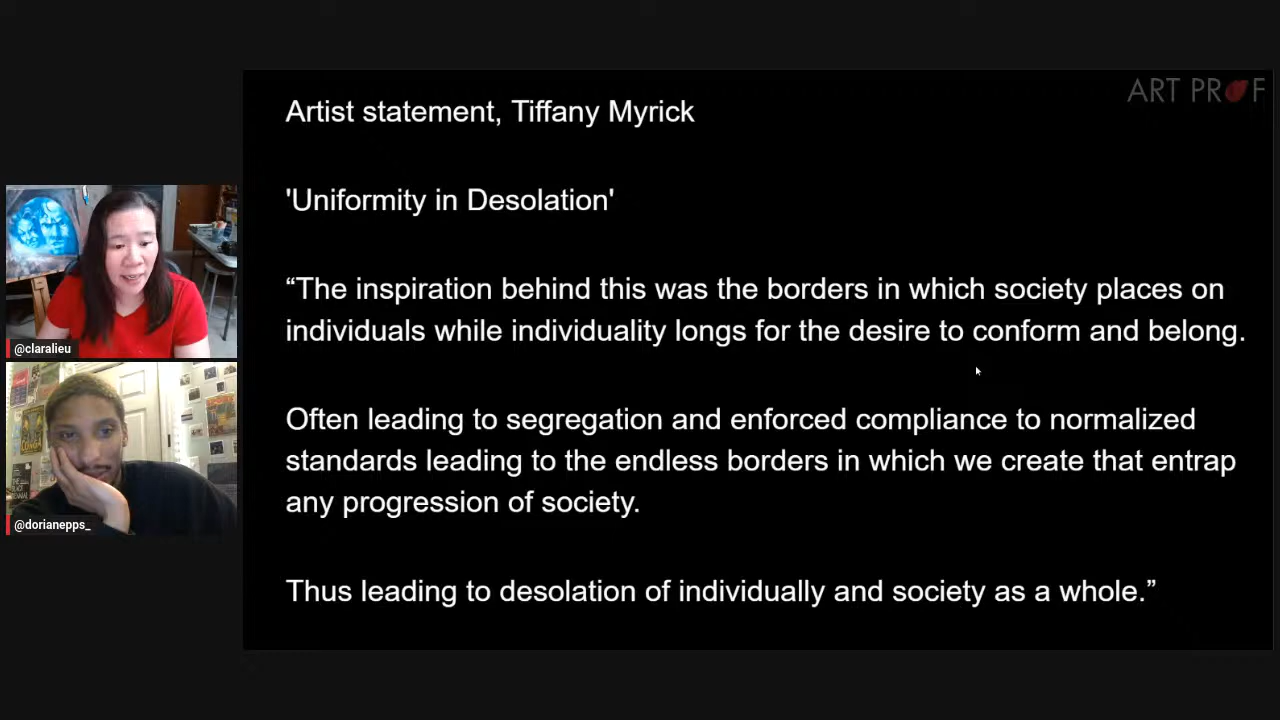 ART PROF
Artist statement, Tiffany Myrick
'Uniformity in Desolation'
“The inspiration behind this was the borders in which society places on
individuals while individuality longs for the desire to conform and belong.
Often leading to segregation and enforced compliance to normalized
standards leading to the endless borders in which we create that entrap
any progression of society.
Thus leading to desolation of individually and society as a whole.”
@claralieu
@dorianepps_